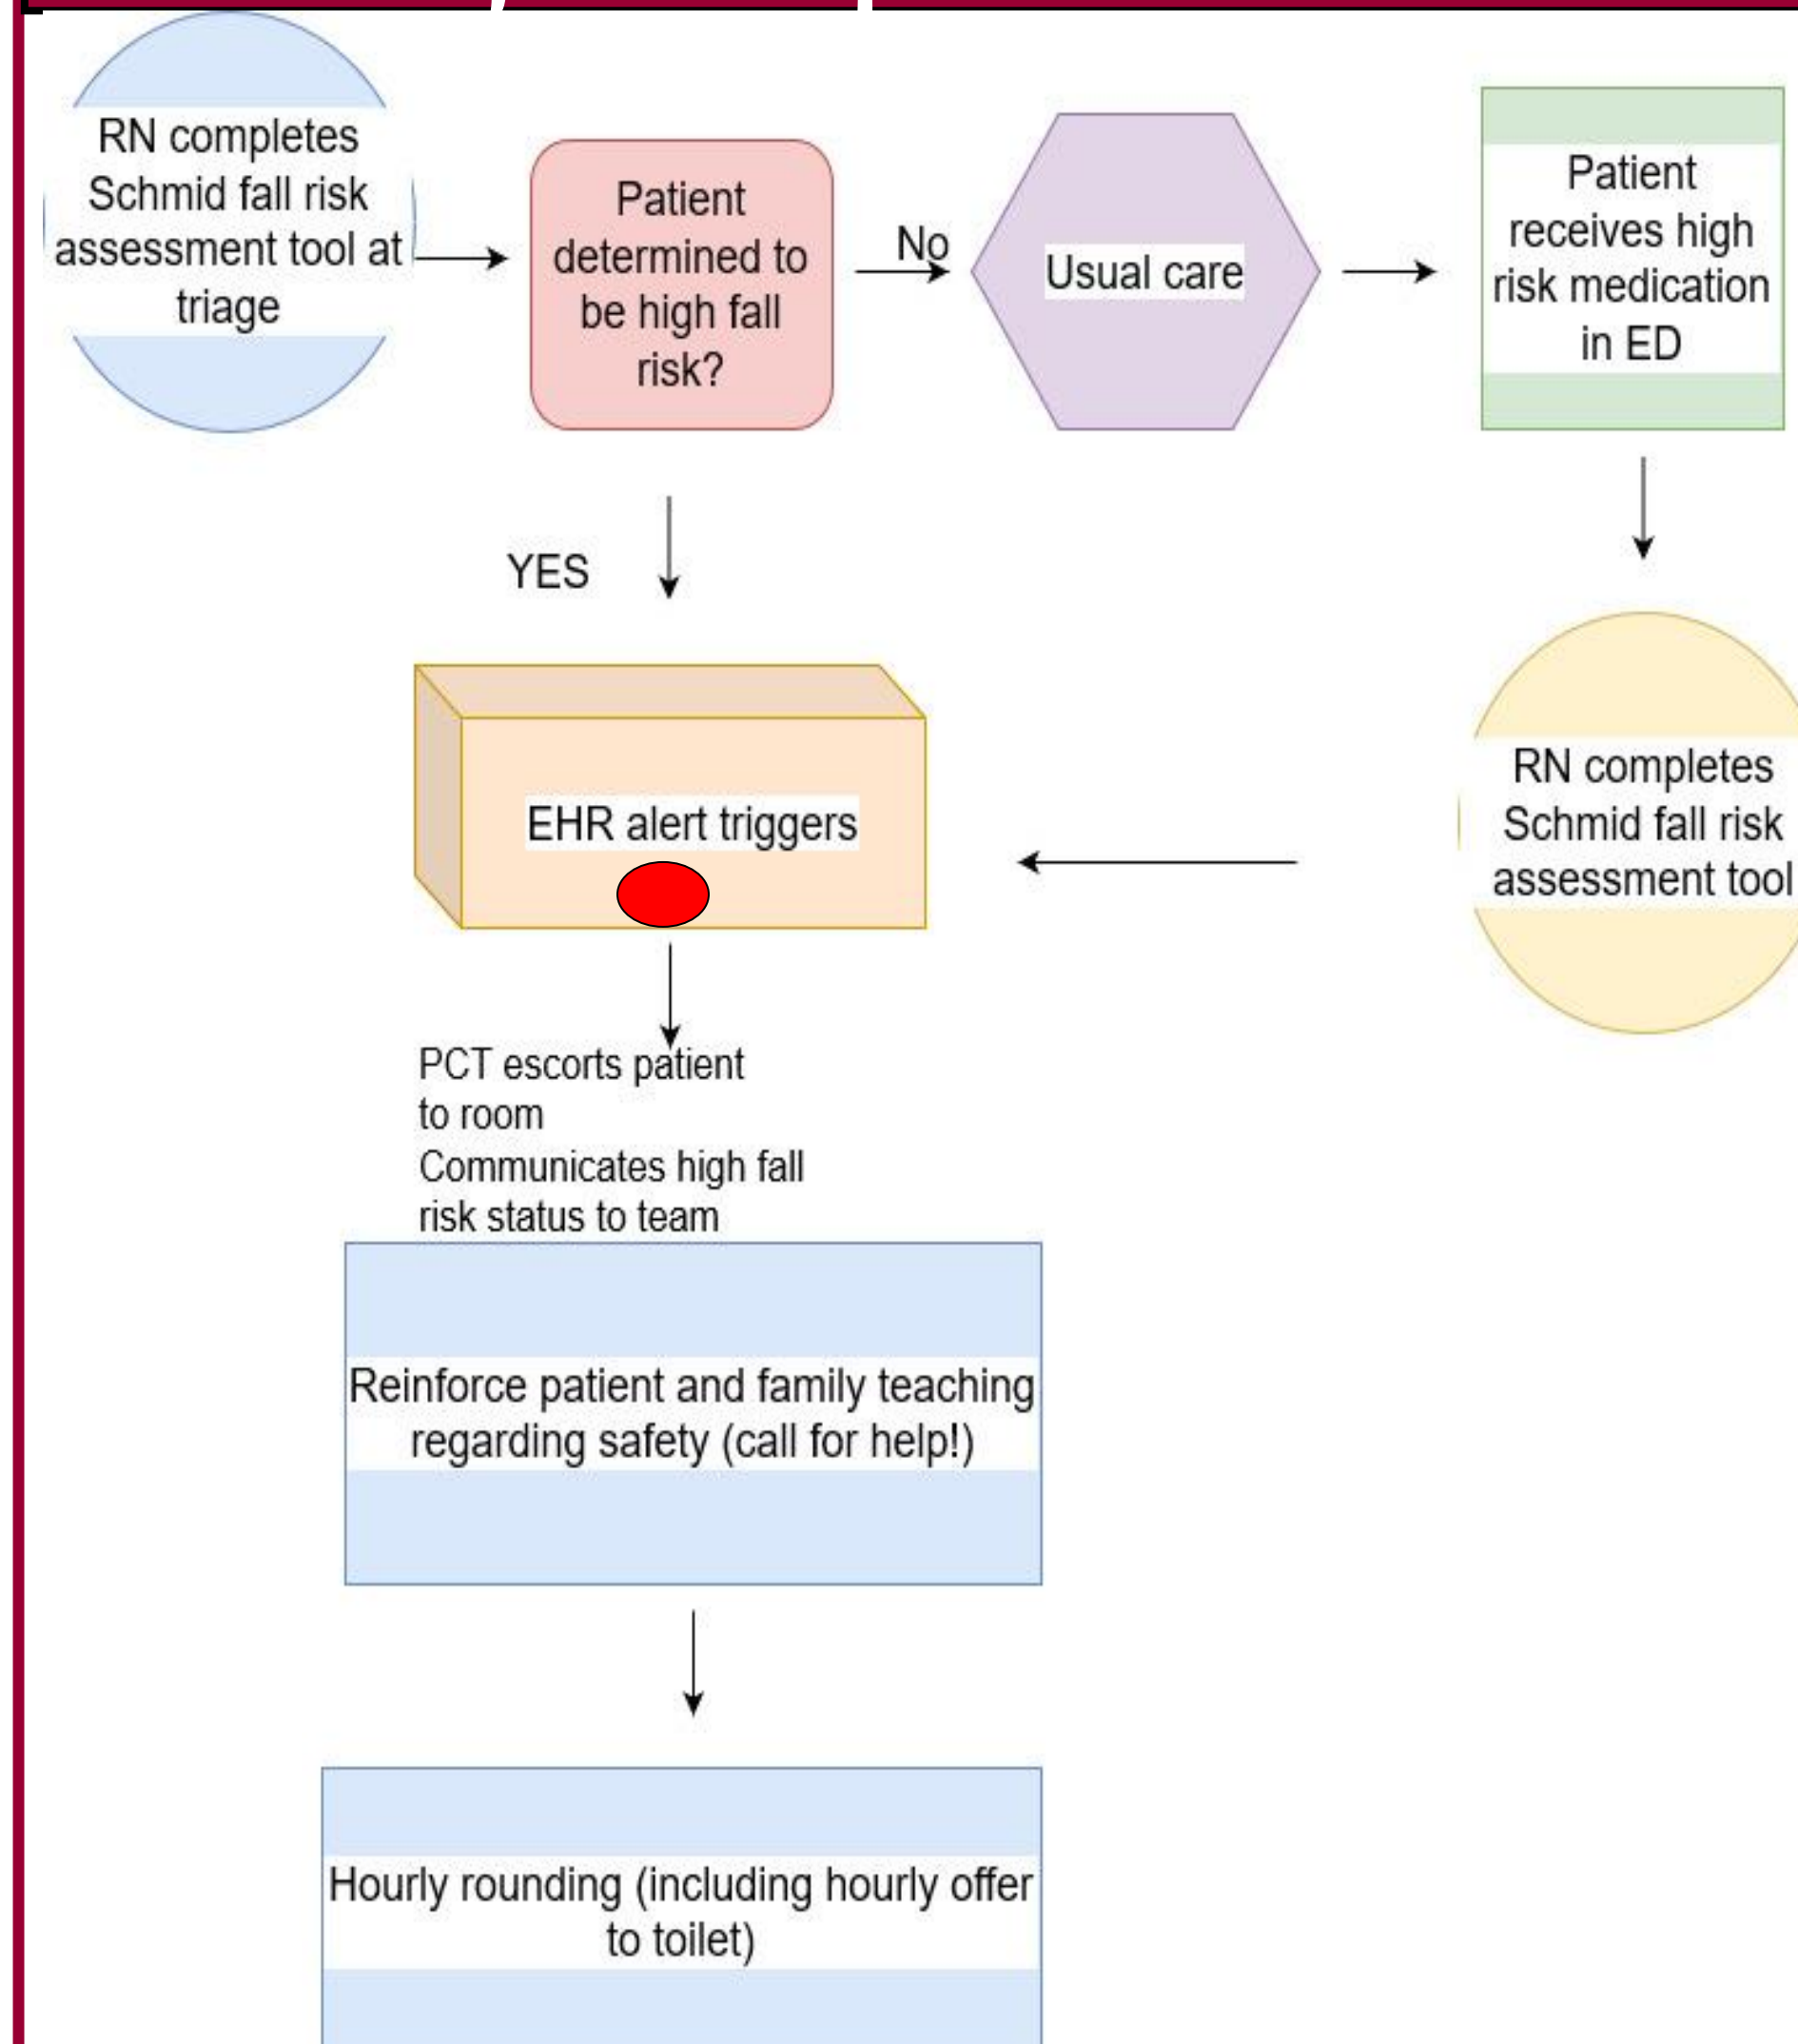 RN completes
Schmid fall risk
assessment tool at
triage
Patient
determined to
be high fall
risk?
No
Usual care
Patient
receives high
risk medication
in ED
YES
EHR alert triggers
RN completes
Schmid fall risk
assessment tool
PCT escorts patient
to room
Communicates high fall
risk status to team
Reinforce patient and family teaching
regarding safety (call for help!)
Hourly rounding (including hourly offer
to toilet)